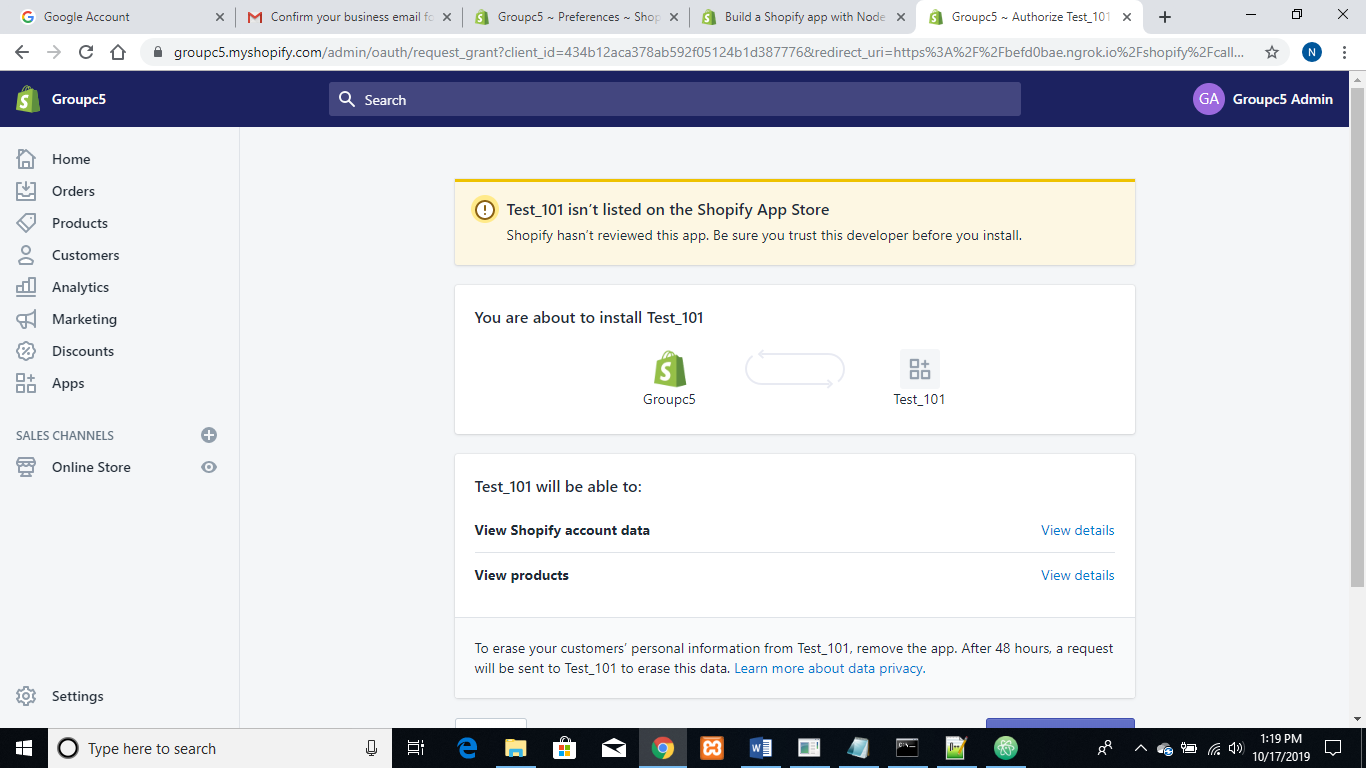 Google Account
Confirm your business email fo
Groupc5 ~ Preferences ~ Shop
Build a Shopify app with Node
Groupc5 ~ Authorize Test_101
groupc5.myshopify.com/admin/oauth/request_grant?client_id=434b12aca378ab592f05124b1d387776&redirect_uri=https%3A%2F%2Fbefd0bae.ngrok.io%2Fshopify%2Fcall...
N
Groupc5
Search
GA
Groupc5 Admin
Home
Orders
Products
Customers
Analytics
Marketing
Discounts
Apps
SALES CHANNELS
Online Store
Settings
Test_101 isn’t listed on the Shopify App Store
Shopify hasn’t reviewed this app. Be sure you trust this developer before you install.
You are about to install Test_101
Groupc5
Test_101
Test_101 will be able to:
View Shopify account data
View details
View products
View details
To erase your customers’ personal information from Test_101, remove the app. After 48 hours, a request
will be sent to Test_101 to erase this data. Learn more about data privacy.
Type here to search
1:19 PM
10/17/2019